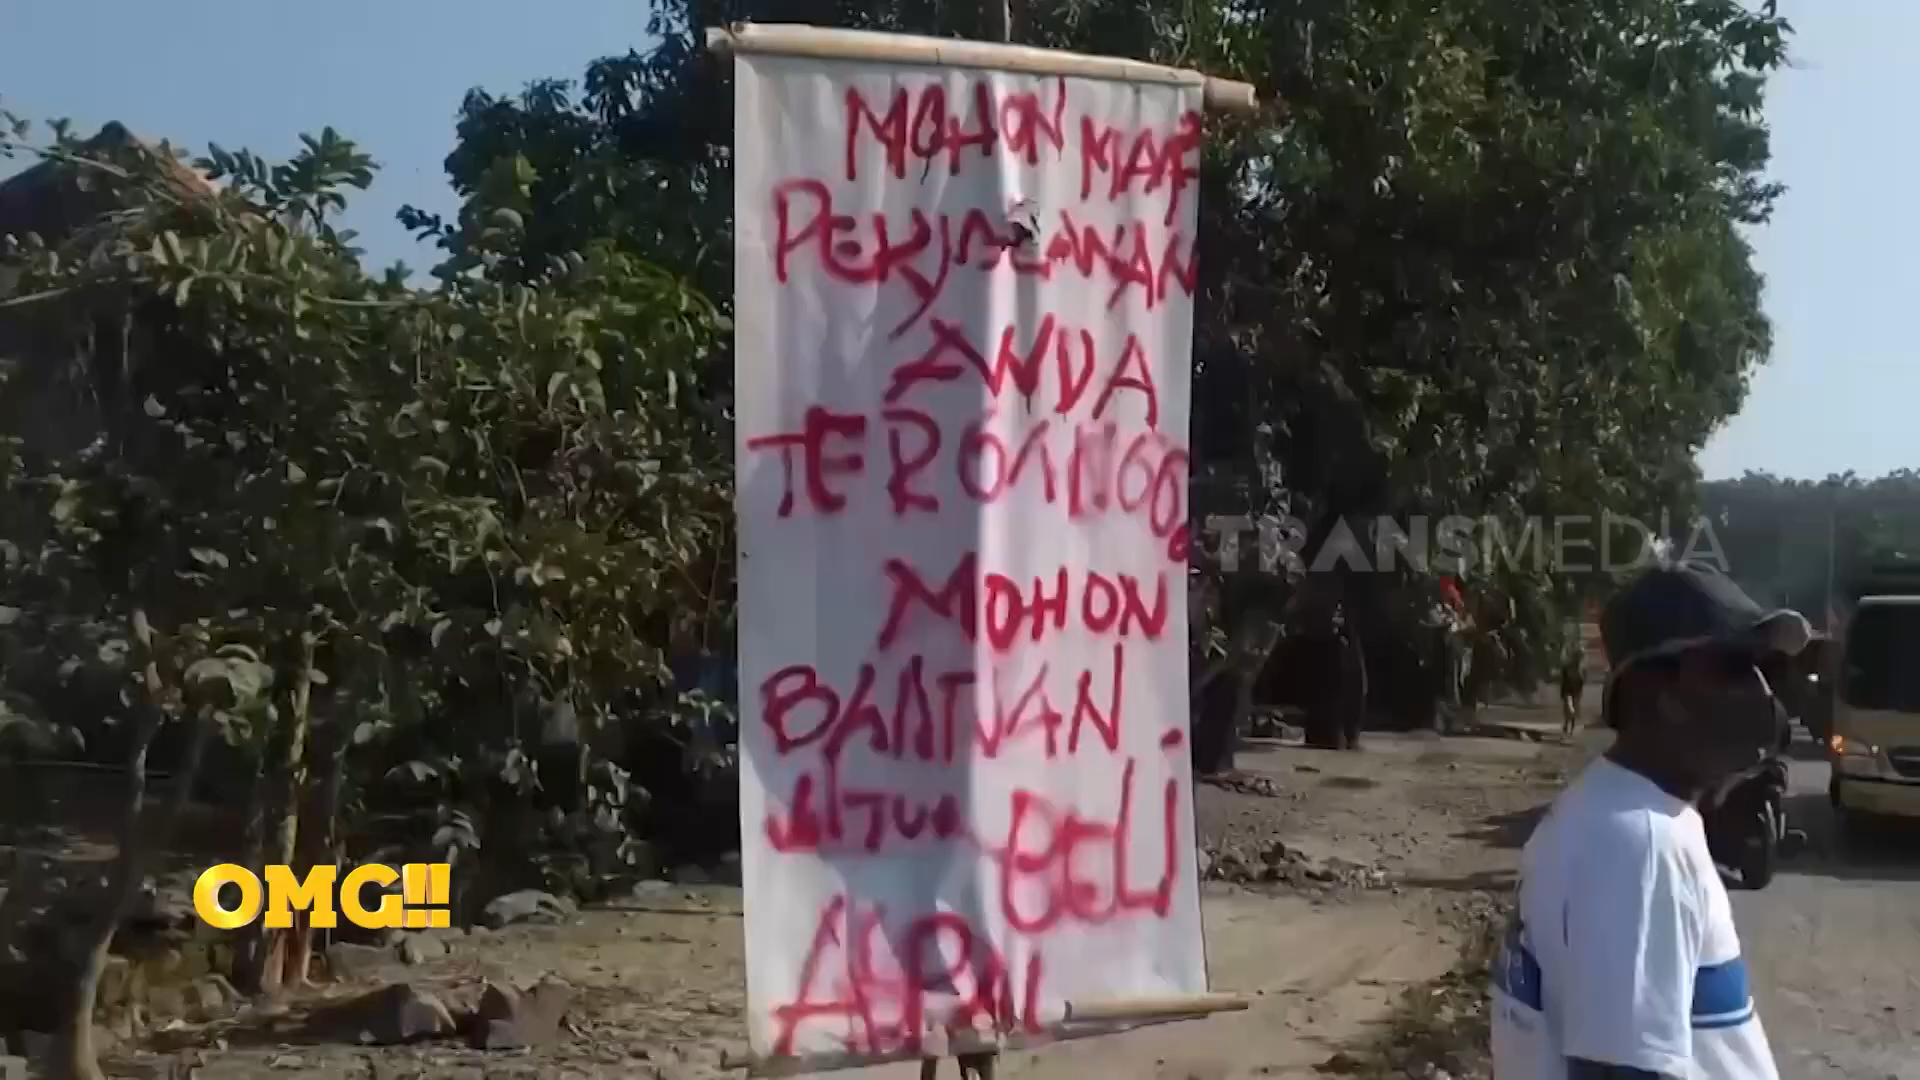 MOHON MAAF
PERJALANAN
ANDA
TERGANGGU
MOHON
BANTUAN
UNTUK BELI
ASPAL
TRANSMEDIA
OMG!!